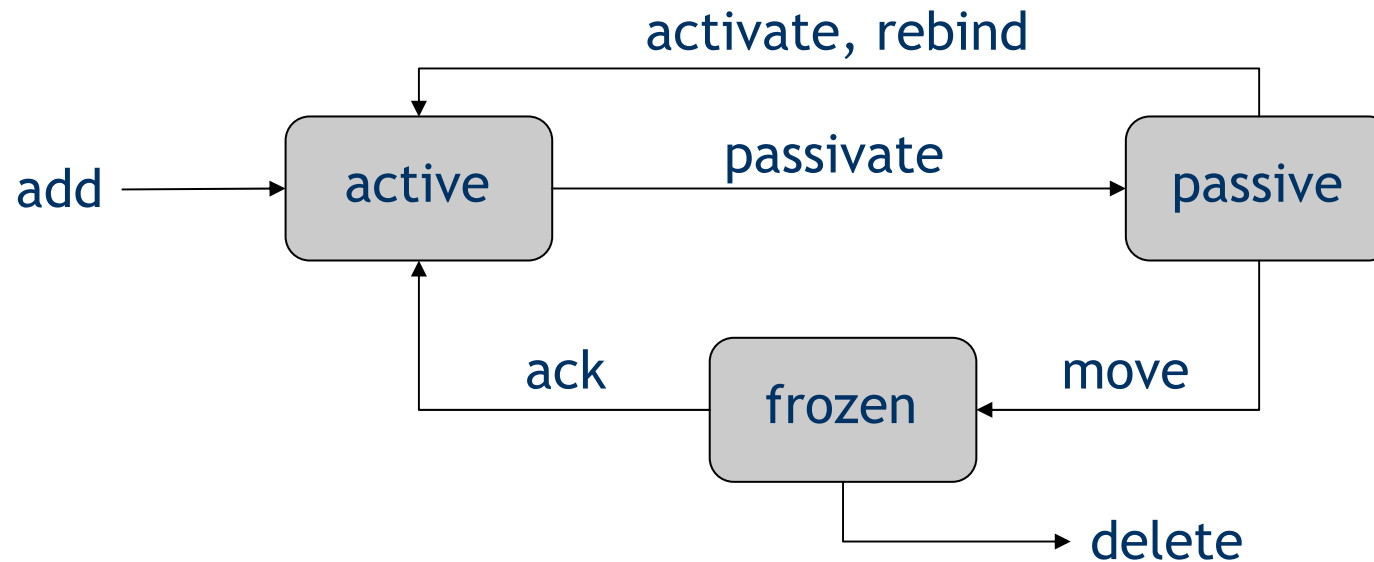 activate, rebind
passivate
add
active
passive
ack
move
frozen
delete